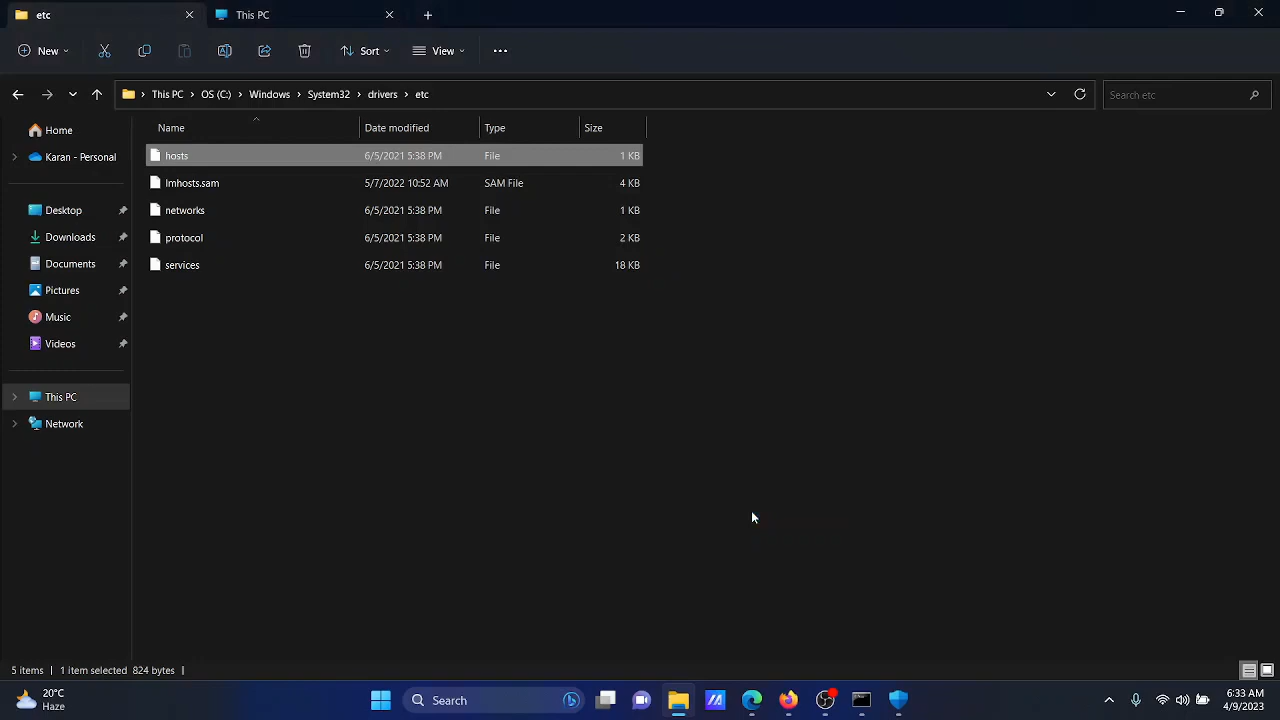 etc
This PC
New
Sort
View
This PC
OS (C:)
Windows
System32
drivers
etc
Search etc
Home
Karan - Personal
Desktop
Downloads
Documents
Pictures
Music
Videos
This PC
Network
Name Date modified Type Size
hosts 6/5/2021 5:38 PM File 1 KB
lmhosts.sam 5/7/2022 10:52 AM SAM File 4 KB
networks 6/5/2021 5:38 PM File 1 KB
protocol 6/5/2021 5:38 PM File 2 KB
services 6/5/2021 5:38 PM File 18 KB
5 items 1 item selected 824 bytes
20°C
Haze
Search
6:33 AM
4/9/2023